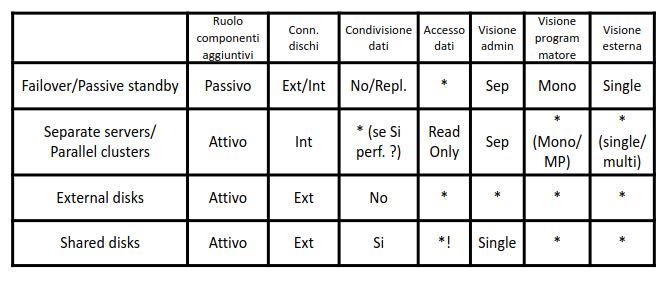 Ruolo componenti aggiuntivi
Conn. dischi
Condivisione dati
Accesso dati
Visione admin
Visione program matore
Visione esterna
Failover/Passive standby
Passivo
Ext/Int
No/Repl.
*
Sep
Mono
Single
Separate servers/
Parallel clusters
Attivo
Int
* (se Si
perf. ?)
Read
Only
Sep
*
(Mono/
MP)
*
(single/
multi)
External disks
Attivo
Ext
No
*
*
*
*
Shared disks
Attivo
Ext
Si
*!
Single
*
*